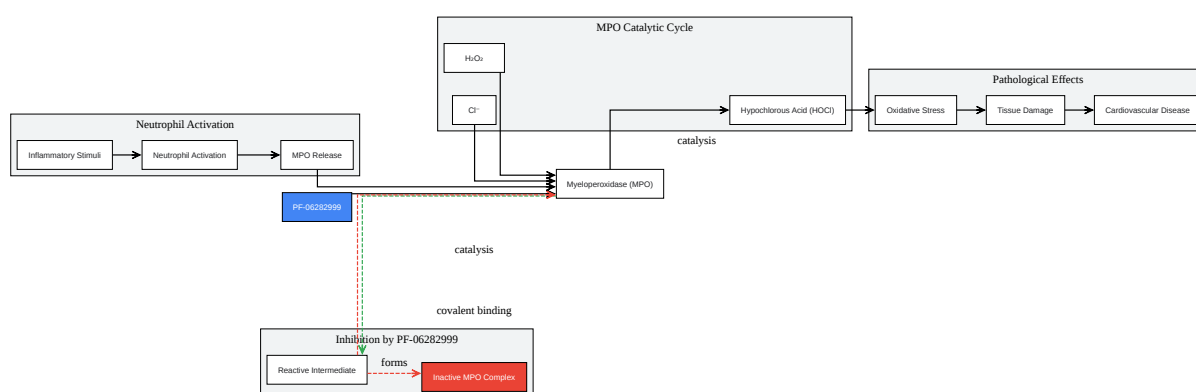 MPO Catalytic Cycle
H₂O₂
Cl⁻
Hypochlorous Acid (HOCl)
Pathological Effects
Oxidative Stress
Tissue Damage
Cardiovascular Disease
Neutrophil Activation
Inflammatory Stimuli
Neutrophil Activation
MPO Release
catalysis
Myeloperoxidase (MPO)
PF-06282999
catalysis
covalent binding
Inhibition by PF-06282999
Reactive Intermediate
forms
Inactive MPO Complex